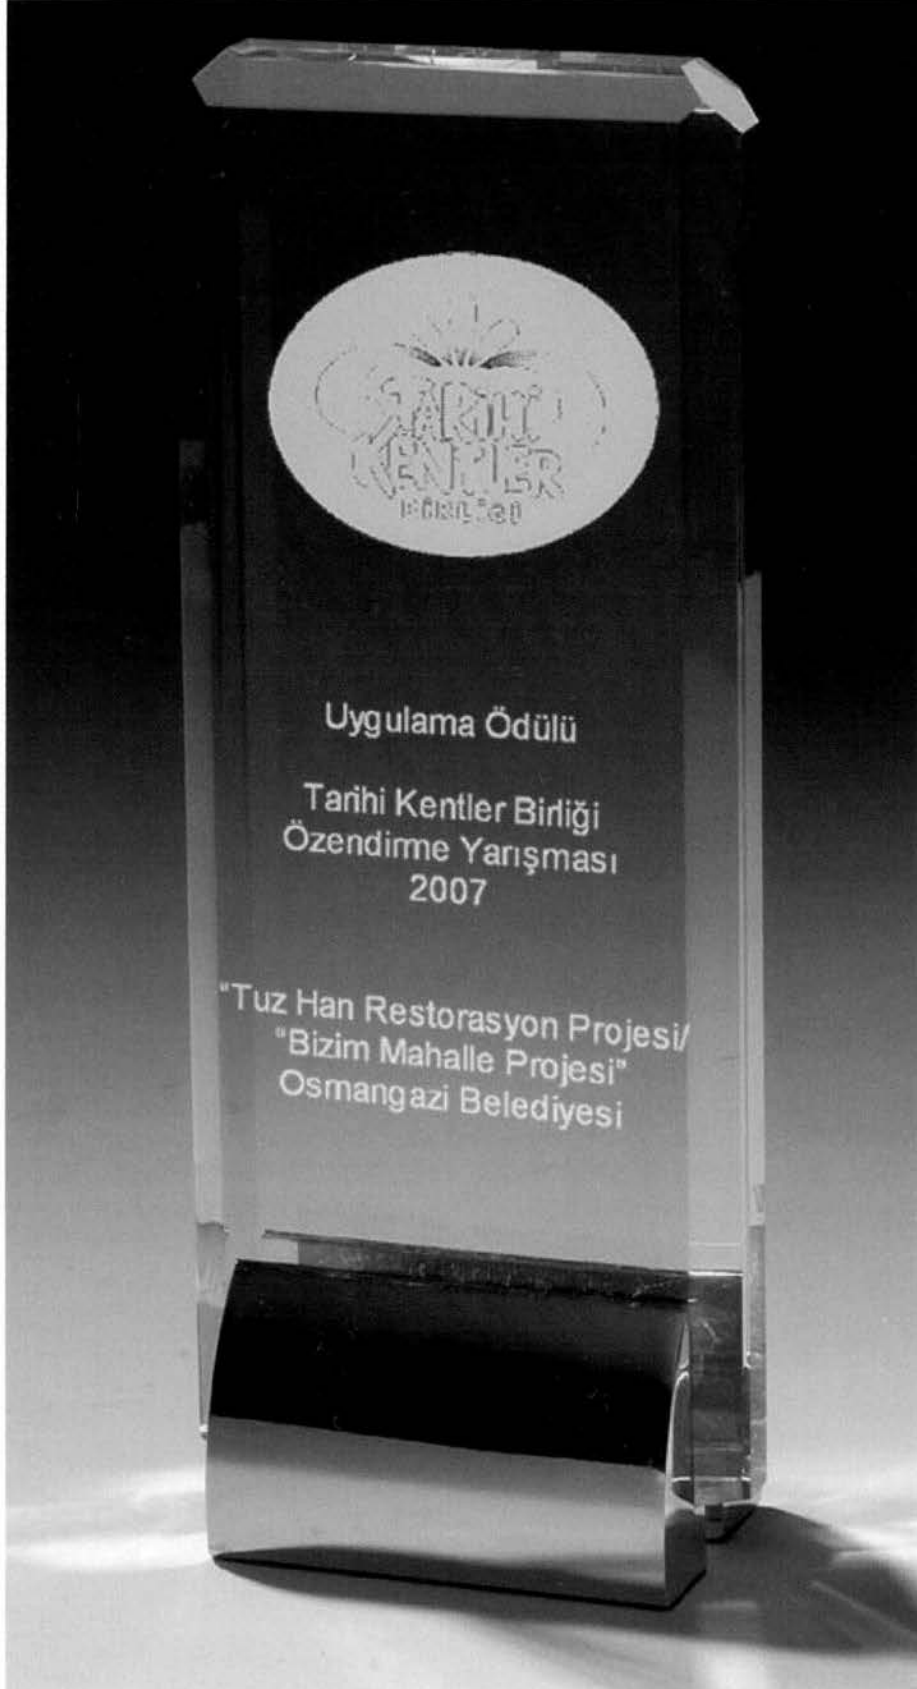 TARİHİ
KENTLER
BİRLİĞİ
Uygulama Ödülü
Tarihi Kentler Birliği
Özendirme Yarışması
2007
"Tuz Han Restorasyon Projesi/
"Bizim Mahalle Projesi"
Osmangazi Belediyesi